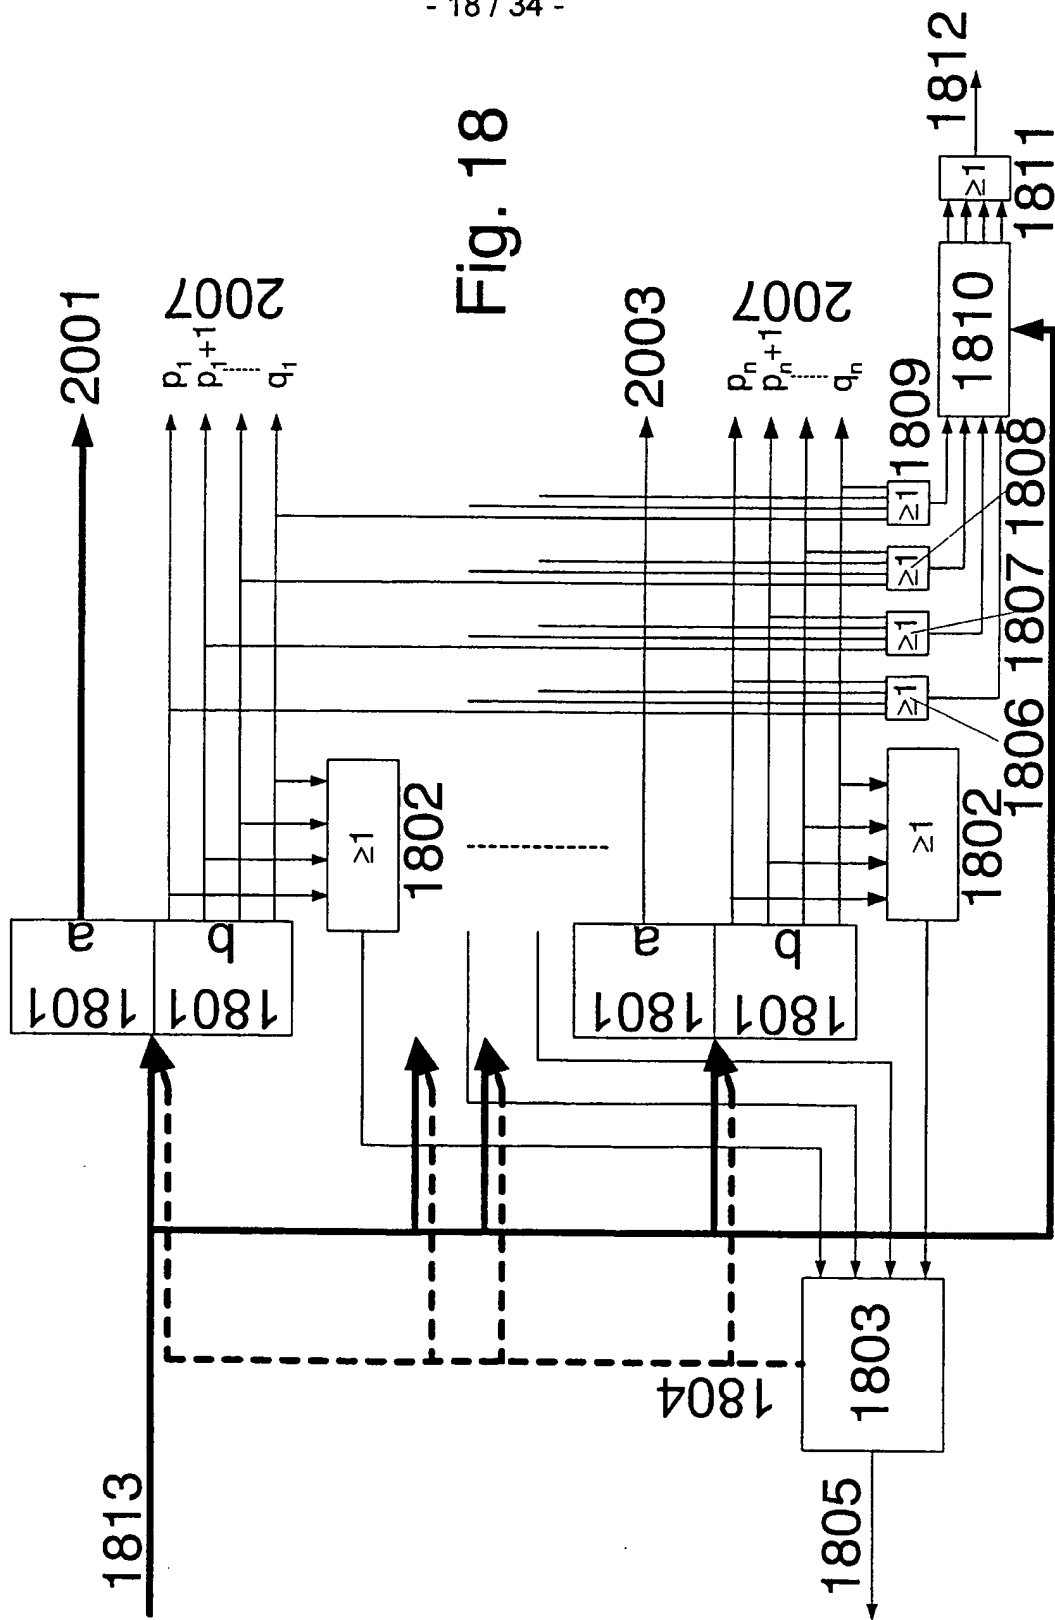 - 18 / 34 -
Fig. 18
1812
≥1
1811
1810
2001
2007
p1
p1+1
......
q1
2003
2007
pn
pn+1
......
qn
1809
≥1
≥1
≥1
≥1
1808
1807
1806
≥1
1802
≥1
1802
a
1801
b
1801
a
1801
b
1801
1804
1803
1813
1805